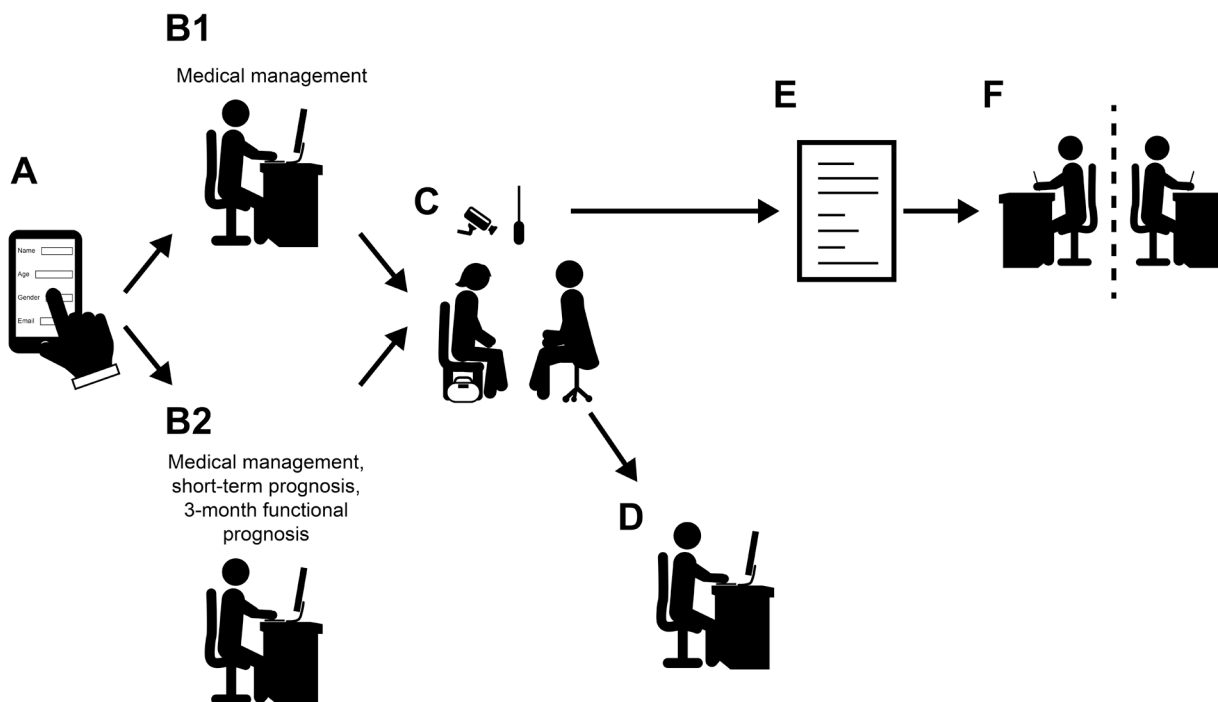 B1
Medical management
A
Name
Age
Gender
Email
B2
Medical management,
short-term prognosis,
3-month functional
prognosis
C
D
E
F